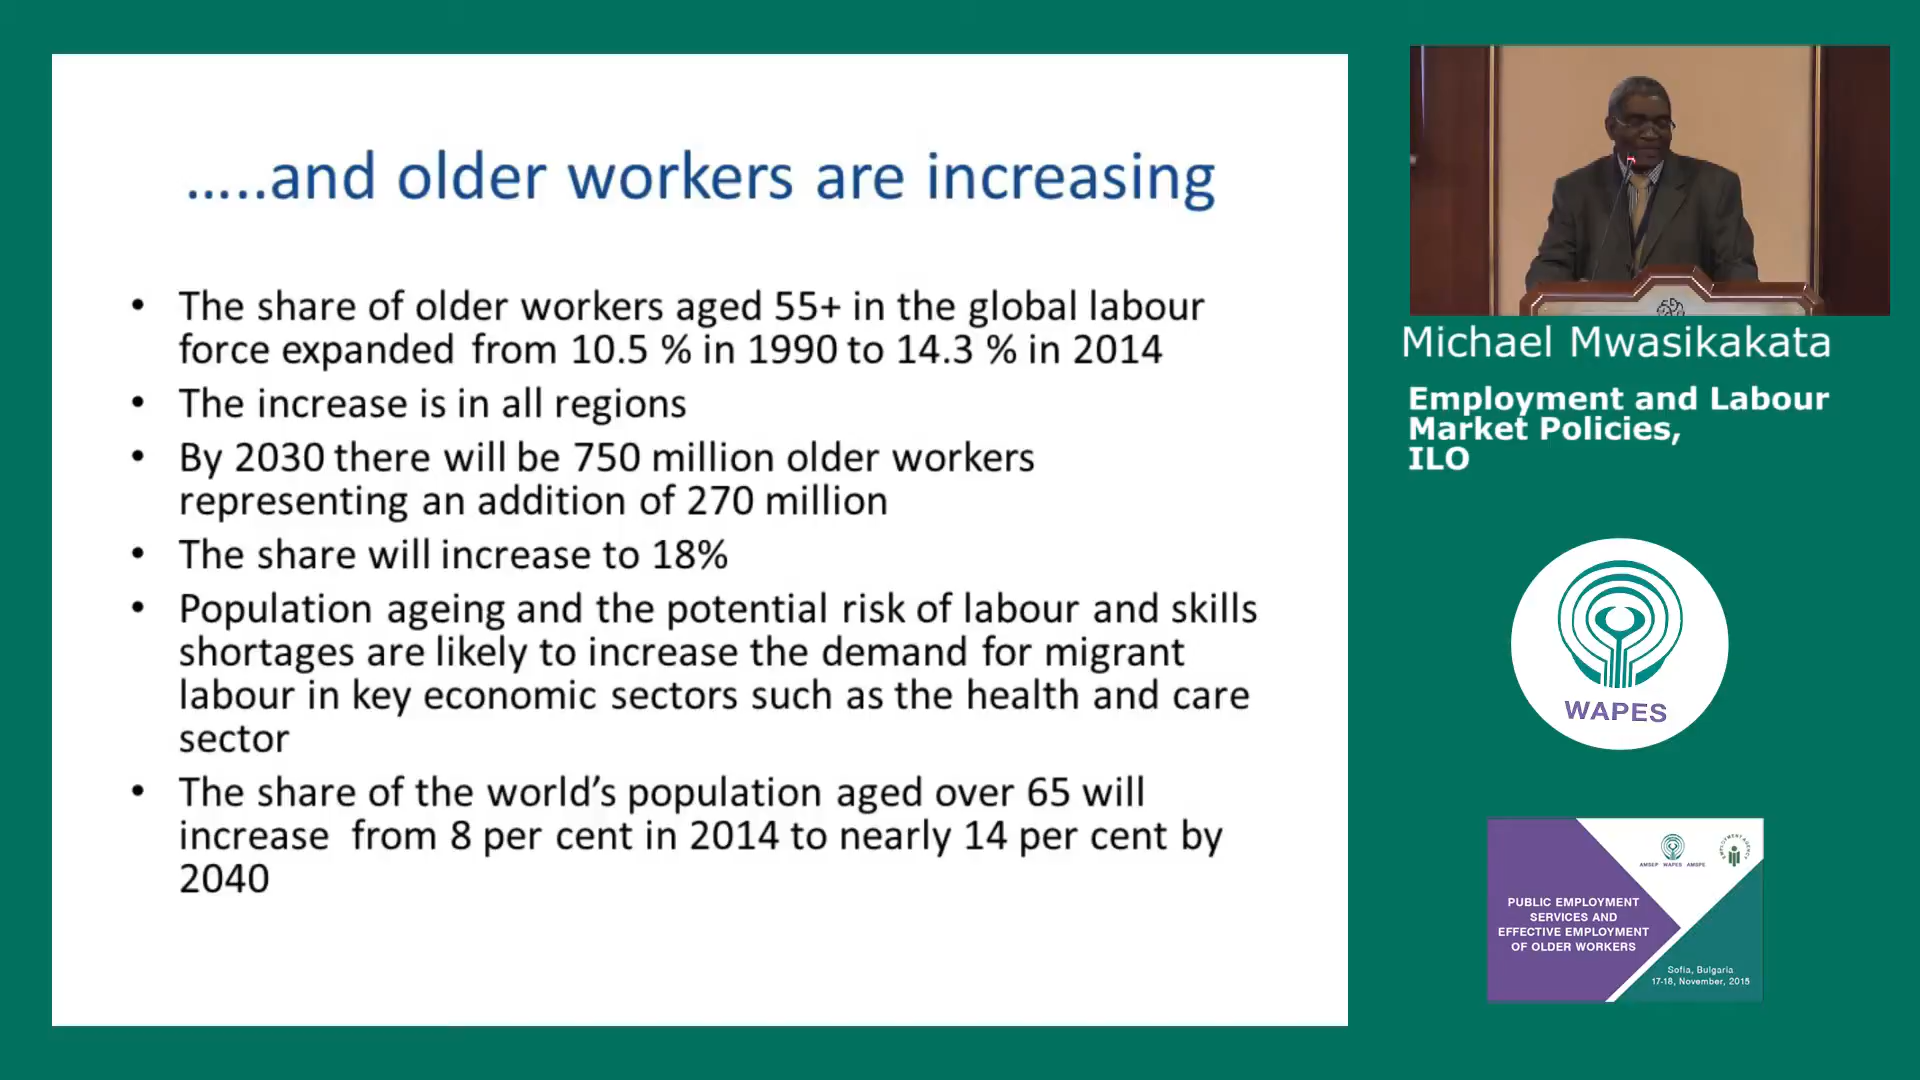 .....and older workers are increasing
• The share of older workers aged 55+ in the global labour
force expanded from 10.5 % in 1990 to 14.3 % in 2014
• The increase is in all regions
• By 2030 there will be 750 million older workers
representing an addition of 270 million
• The share will increase to 18%
• Population ageing and the potential risk of labour and skills
shortages are likely to increase the demand for migrant
labour in key economic sectors such as the health and care
sector
• The share of the world’s population aged over 65 will
increase from 8 per cent in 2014 to nearly 14 per cent by
2040
Michael Mwasikakata
Employment and Labour
Market Policies,
ILO
WAPES
AMSEP WAPES AMSPE
EMPLOYMENT AGENCY
PUBLIC EMPLOYMENT
SERVICES AND
EFFECTIVE EMPLOYMENT
OF OLDER WORKERS
Sofia, Bulgaria
17-18, November, 2015